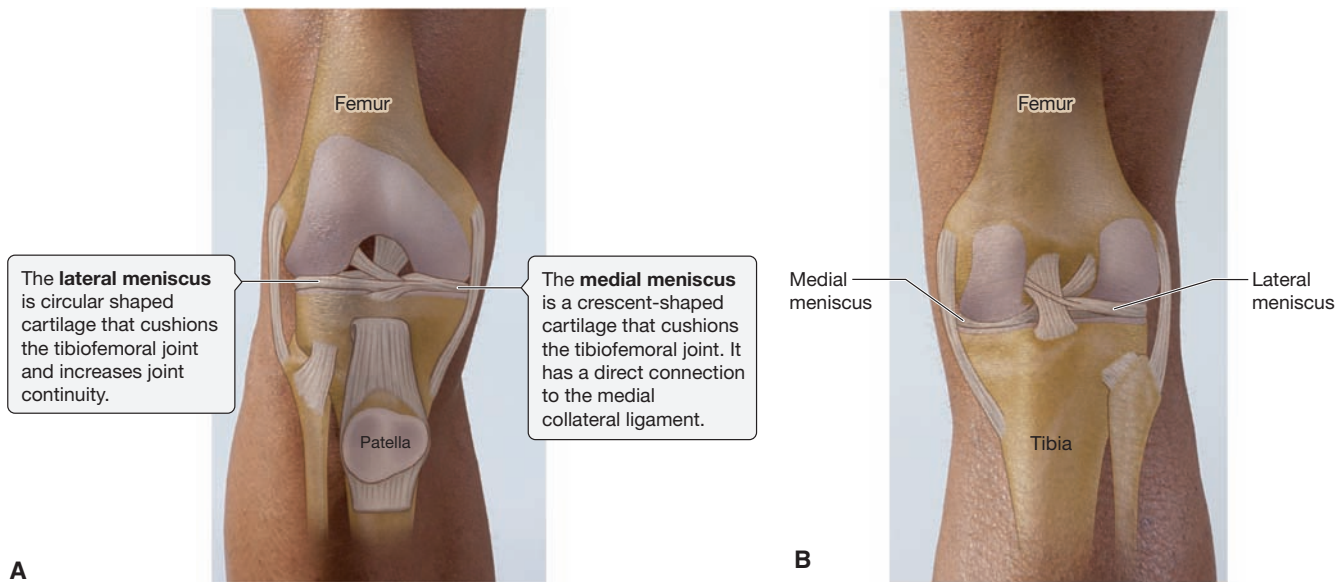 Femur
The lateral meniscus
is circular shaped
cartilage that cushions
the tibiofemoral joint
and increases joint
continuity.
The medial meniscus
is a crescent-shaped
cartilage that cushions
the tibiofemoral joint. It
has a direct connection
to the medial
collateral ligament.
Patella
A
Femur
Medial
meniscus
Lateral
meniscus
Tibia
B